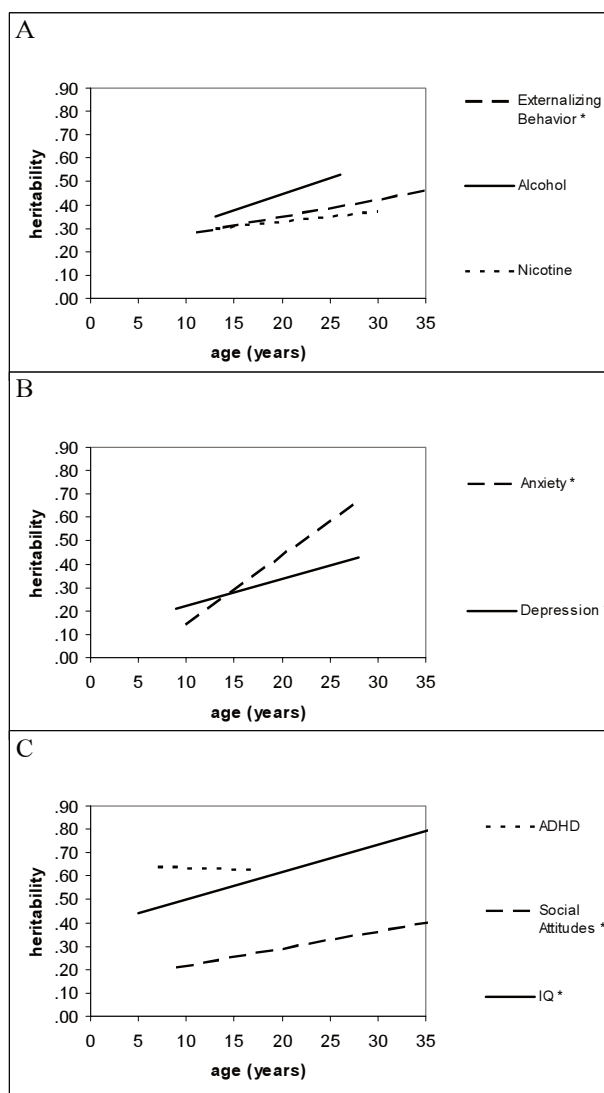 A
.90
.80
.70
.60
.50
.40
.30
.20
.10
.00
heritability
0 5 10 15 20 25 30 35
age (years)
Externalizing
Behavior *
Alcohol
Nicotine
B
.90
.80
.70
.60
.50
.40
.30
.20
.10
.00
heritability
0 5 10 15 20 25 30 35
age (years)
Anxiety *
Depression
C
.90
.80
.70
.60
.50
.40
.30
.20
.10
.00
heritability
0 5 10 15 20 25 30 35
age (years)
ADHD
Social
Attitudes *
IQ *